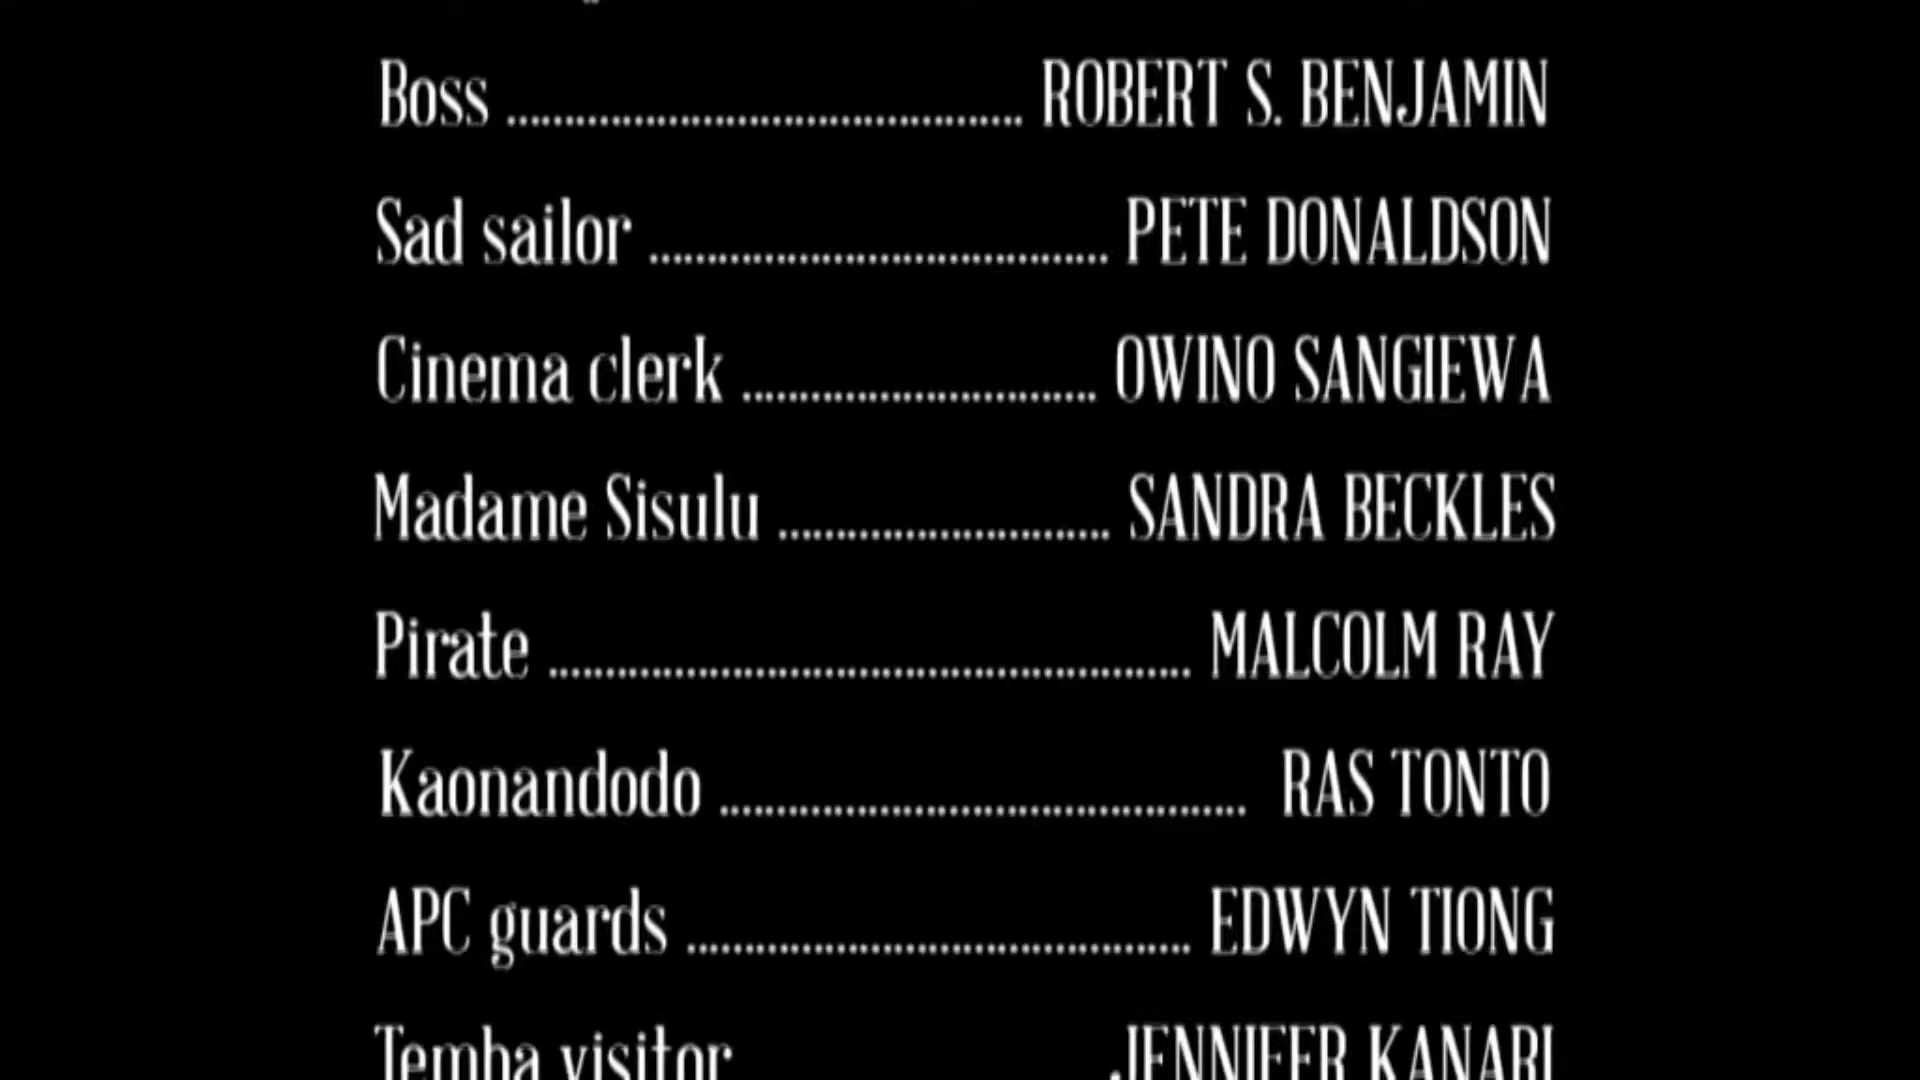 Boss ............................................. ROBERT S. BENJAMIN
Sad sailor ........................................ PETE DONALDSON
Cinema clerk ............................... OWINO SANGIEWA
Madame Sisulu ............................. SANDRA BECKLES
Pirate ........................................................ MALCOLM RAY
Kaonandodo .............................................. RAS TONTO
APC guards ............................................ EDWYN TIONG
Temba visitor JENNIFER KANARI